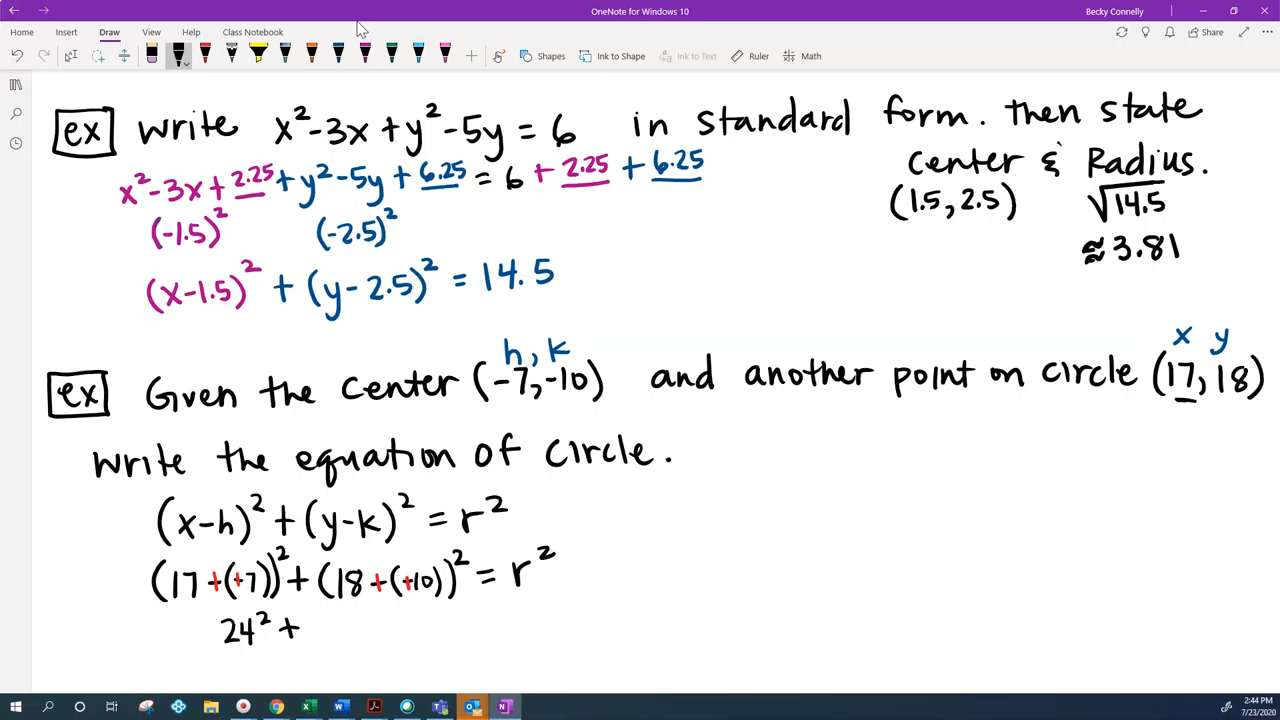 OneNote for Windows 10
Becky Connelly
Home Insert Draw View Help Class Notebook
Share
Shapes Ink to Shape Ink to Text Ruler Math
ex Write x²-3x+y²-5y=6 in standard form. Then state
center & Radius.
x²-3x+2.25+y²-5y+6.25=6+2.25+6.25
(1.5,2.5) √14.5
(-1.5)² (-2.5)²
≈3.81
(x-1.5)²+(y-2.5)²=14.5
h, k
x y
ex Given the center (-7,-10) and another point on circle (17,18)
Write the equation of circle.
(x-h)²+(y-k)²=r²
(17+(+7))²+(18+(+10))²=r²
24²+
2:44 PM
7/23/2020